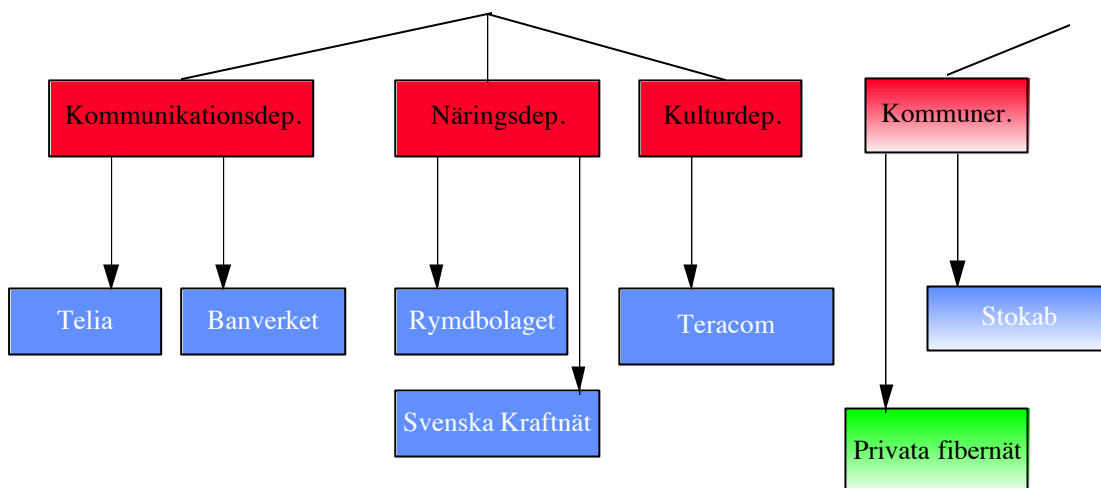 Kommunikationsdep.
Näringsdep.
Kulturdep.
Kommuner.
Telia
Banverket
Rymdbolaget
Teracom
Stokab
Svenska Kraftnät
Privata fibernät